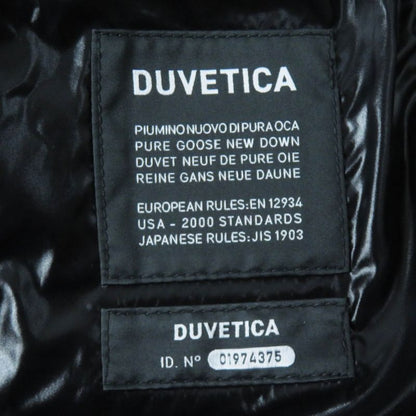 DUVETICA
PIUMINO NUOVO DI PURA OCA
PURE GOOSE NEW DOWN
DUVET NEUF DE PURE OIE
REINE GANS NEUE DAUNE
EUROPEAN RULES:EN 12934
USA - 2000 STANDARDS
JAPANESE RULES:JIS 1903
DUVETICA
ID. Nº 01974375